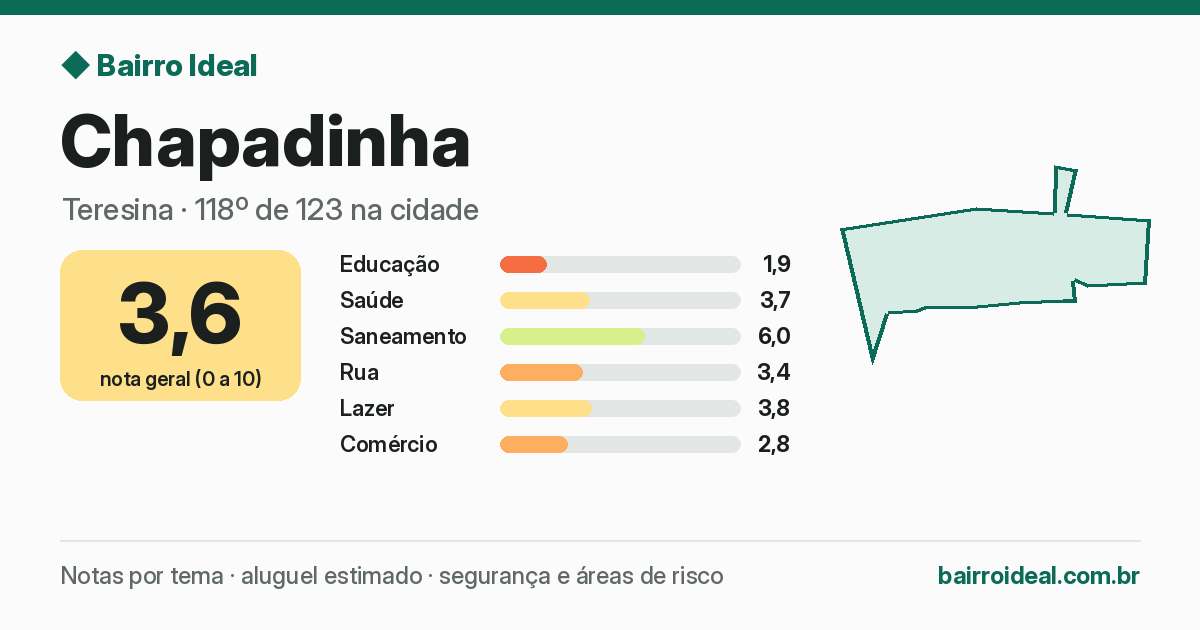 Bairro Ideal
Chapadinha
Teresina · 118º de 123 na cidade
3,6
nota geral (0 a 10)
Educação 1,9
Saúde 3,7
Saneamento 6,0
Rua 3,4
Lazer 3,8
Comércio 2,8
Notas por tema · aluguel estimado · segurança e áreas de risco
bairroideal.com.br